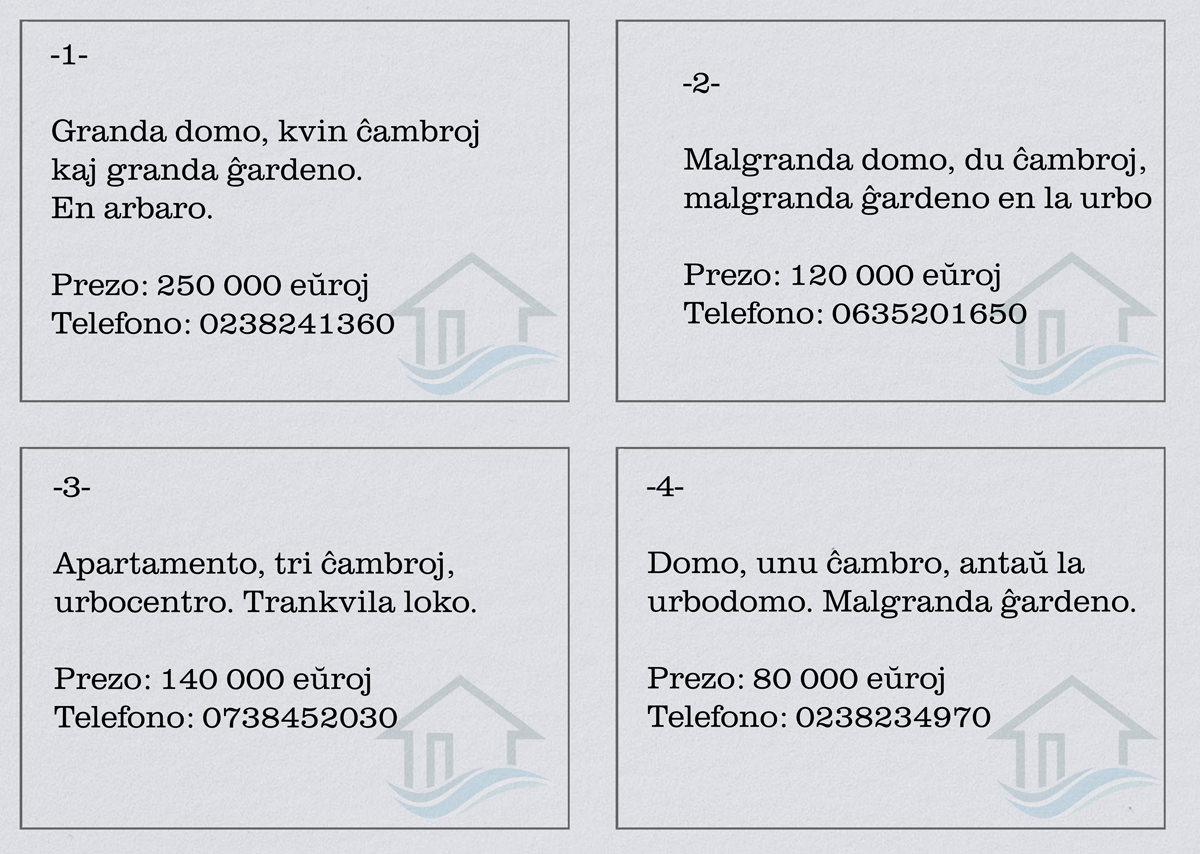 -1-
Granda domo, kvin ĉambroj
kaj granda ĝardeno.
En arbaro.
Prezo: 250 000 eŭroj
Telefono: 0238241360
-2-
Malgranda domo, du ĉambroj,
malgranda ĝardeno en la urbo
Prezo: 120 000 eŭroj
Telefono: 0635201650
-3-
Apartamento, tri ĉambroj,
urbocentro. Trankvila loko.
Prezo: 140 000 eŭroj
Telefono: 0738452030
-4-
Domo, unu ĉambro, antaŭ la
urbodomo. Malgranda ĝardeno.
Prezo: 80 000 eŭroj
Telefono: 0238234970